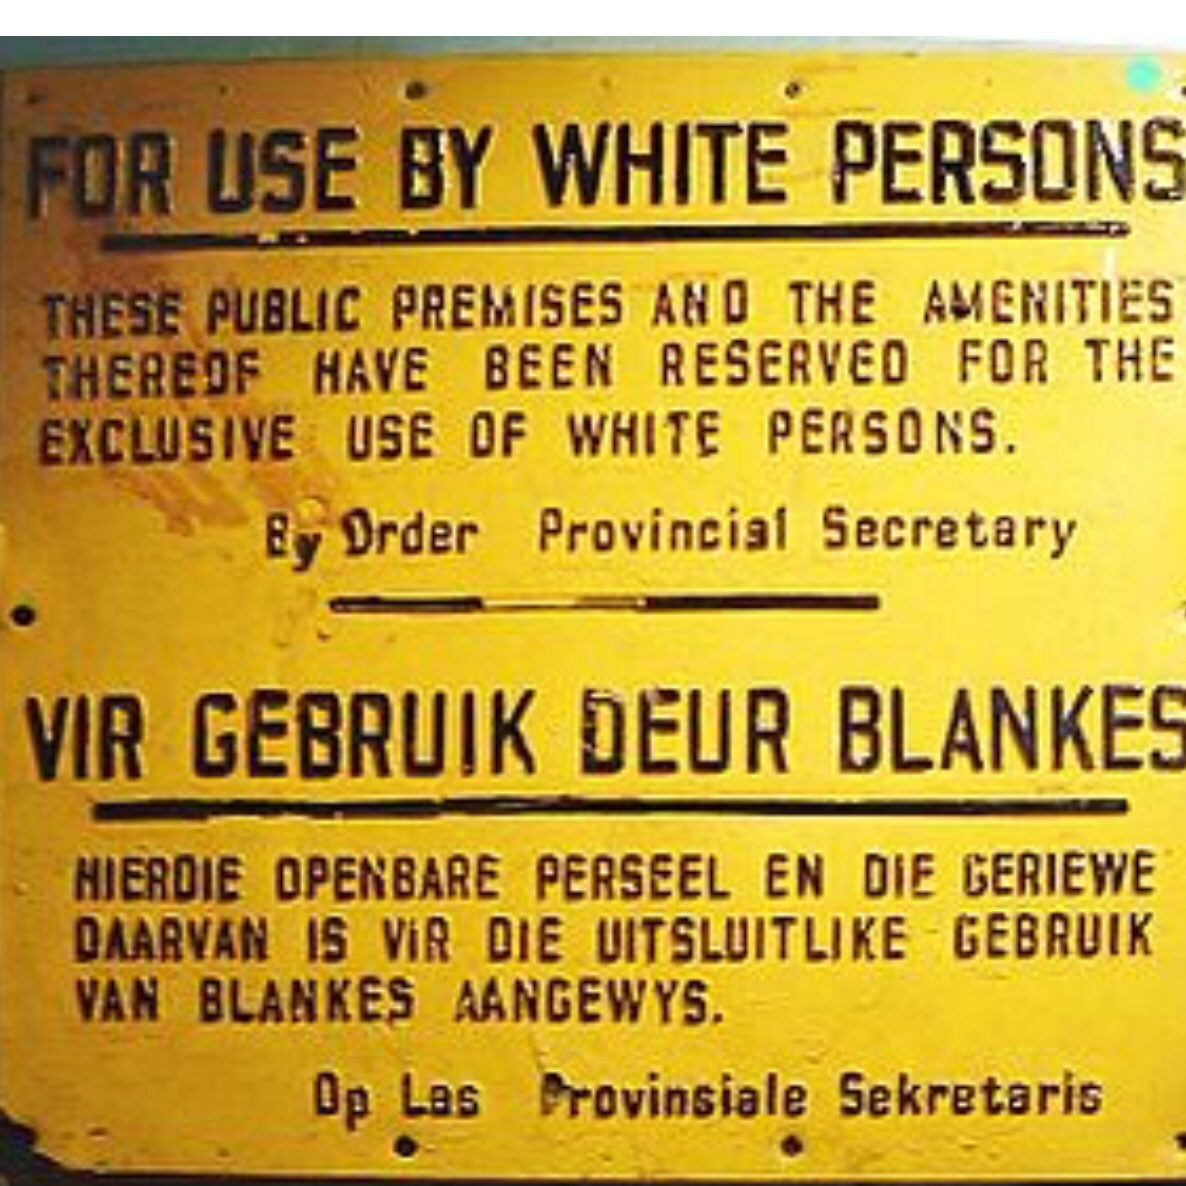 FOR USE BY WHITE PERSONS
THESE PUBLIC PREMISES AND THE AMENITIES
THEREOF HAVE BEEN RESERVED FOR THE
EXCLUSIVE USE OF WHITE PERSONS.
By Order Provincial Secretary
VIR GEBRUIK DEUR BLANKES
HIERDIE OPENBARE PERSEEL EN DIE GERIEWE
DAARVAN IS ViR DIE UITSLUITLIKE GEBRUIK
VAN BLANKES AANGEWYS.
Op Las Provinsiale Sekretaris